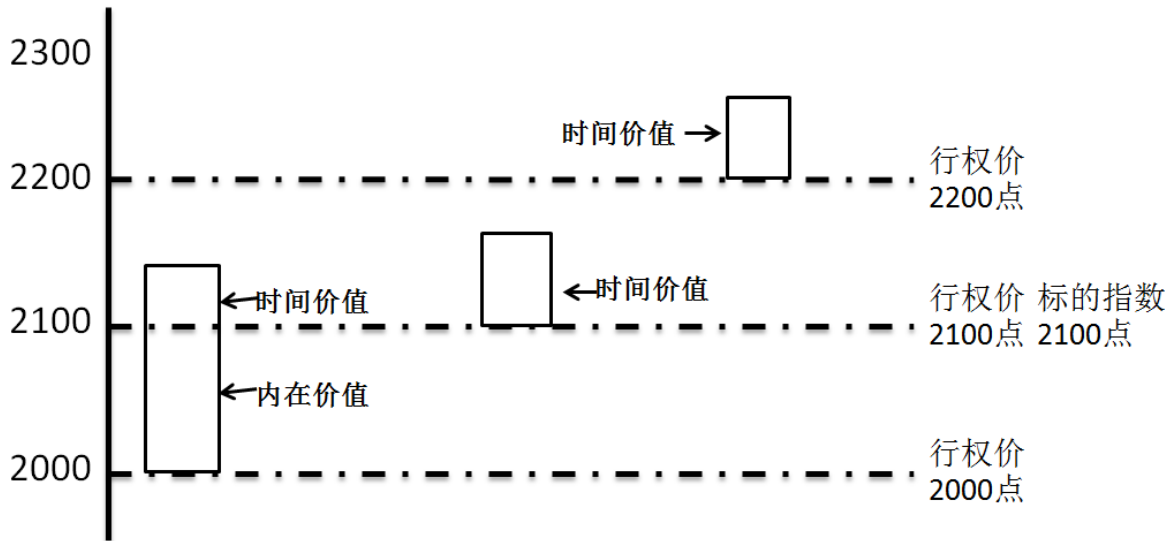 2300
时间价值
2200
行权价
2200点
时间价值
时间价值
2100
行权价 标的指数
2100点 2100点
内在价值
2000
行权价
2000点